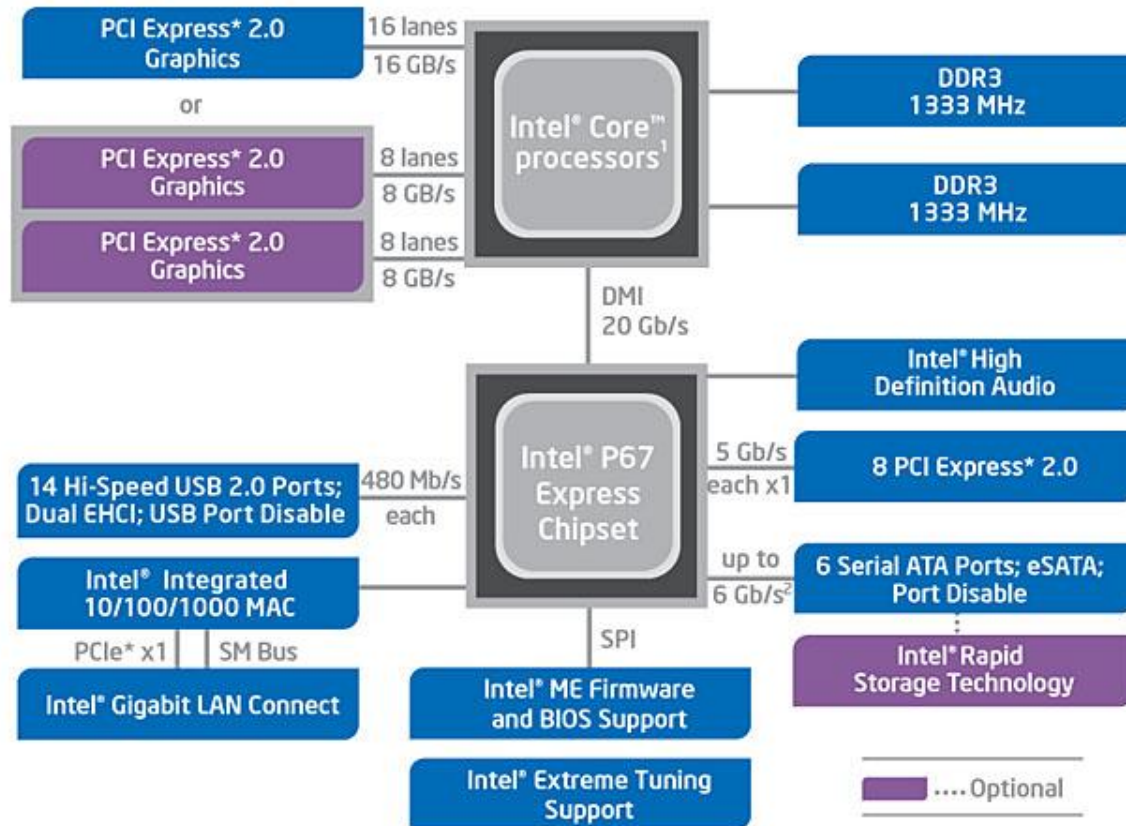 PCI Express* 2.0
Graphics
16 lanes
16 GB/s
or
PCI Express* 2.0
Graphics
8 lanes
8 GB/s
PCI Express* 2.0
Graphics
8 lanes
8 GB/s
Intel® Core™
processors¹
DDR3
1333 MHz
DDR3
1333 MHz
DMI
20 Gb/s
Intel® P67
Express
Chipset
Intel® High
Definition Audio
5 Gb/s
each x1
8 PCI Express* 2.0
14 Hi-Speed USB 2.0 Ports;
Dual EHCI; USB Port Disable
480 Mb/s
each
up to
6 Gb/s²
6 Serial ATA Ports; eSATA;
Port Disable
Intel® Integrated
10/100/1000 MAC
PCIe* x1
SM Bus
Intel® Gigabit LAN Connect
SPI
Intel® ME Firmware
and BIOS Support
Intel® Rapid
Storage Technology
Intel® Extreme Tuning
Support
.... Optional